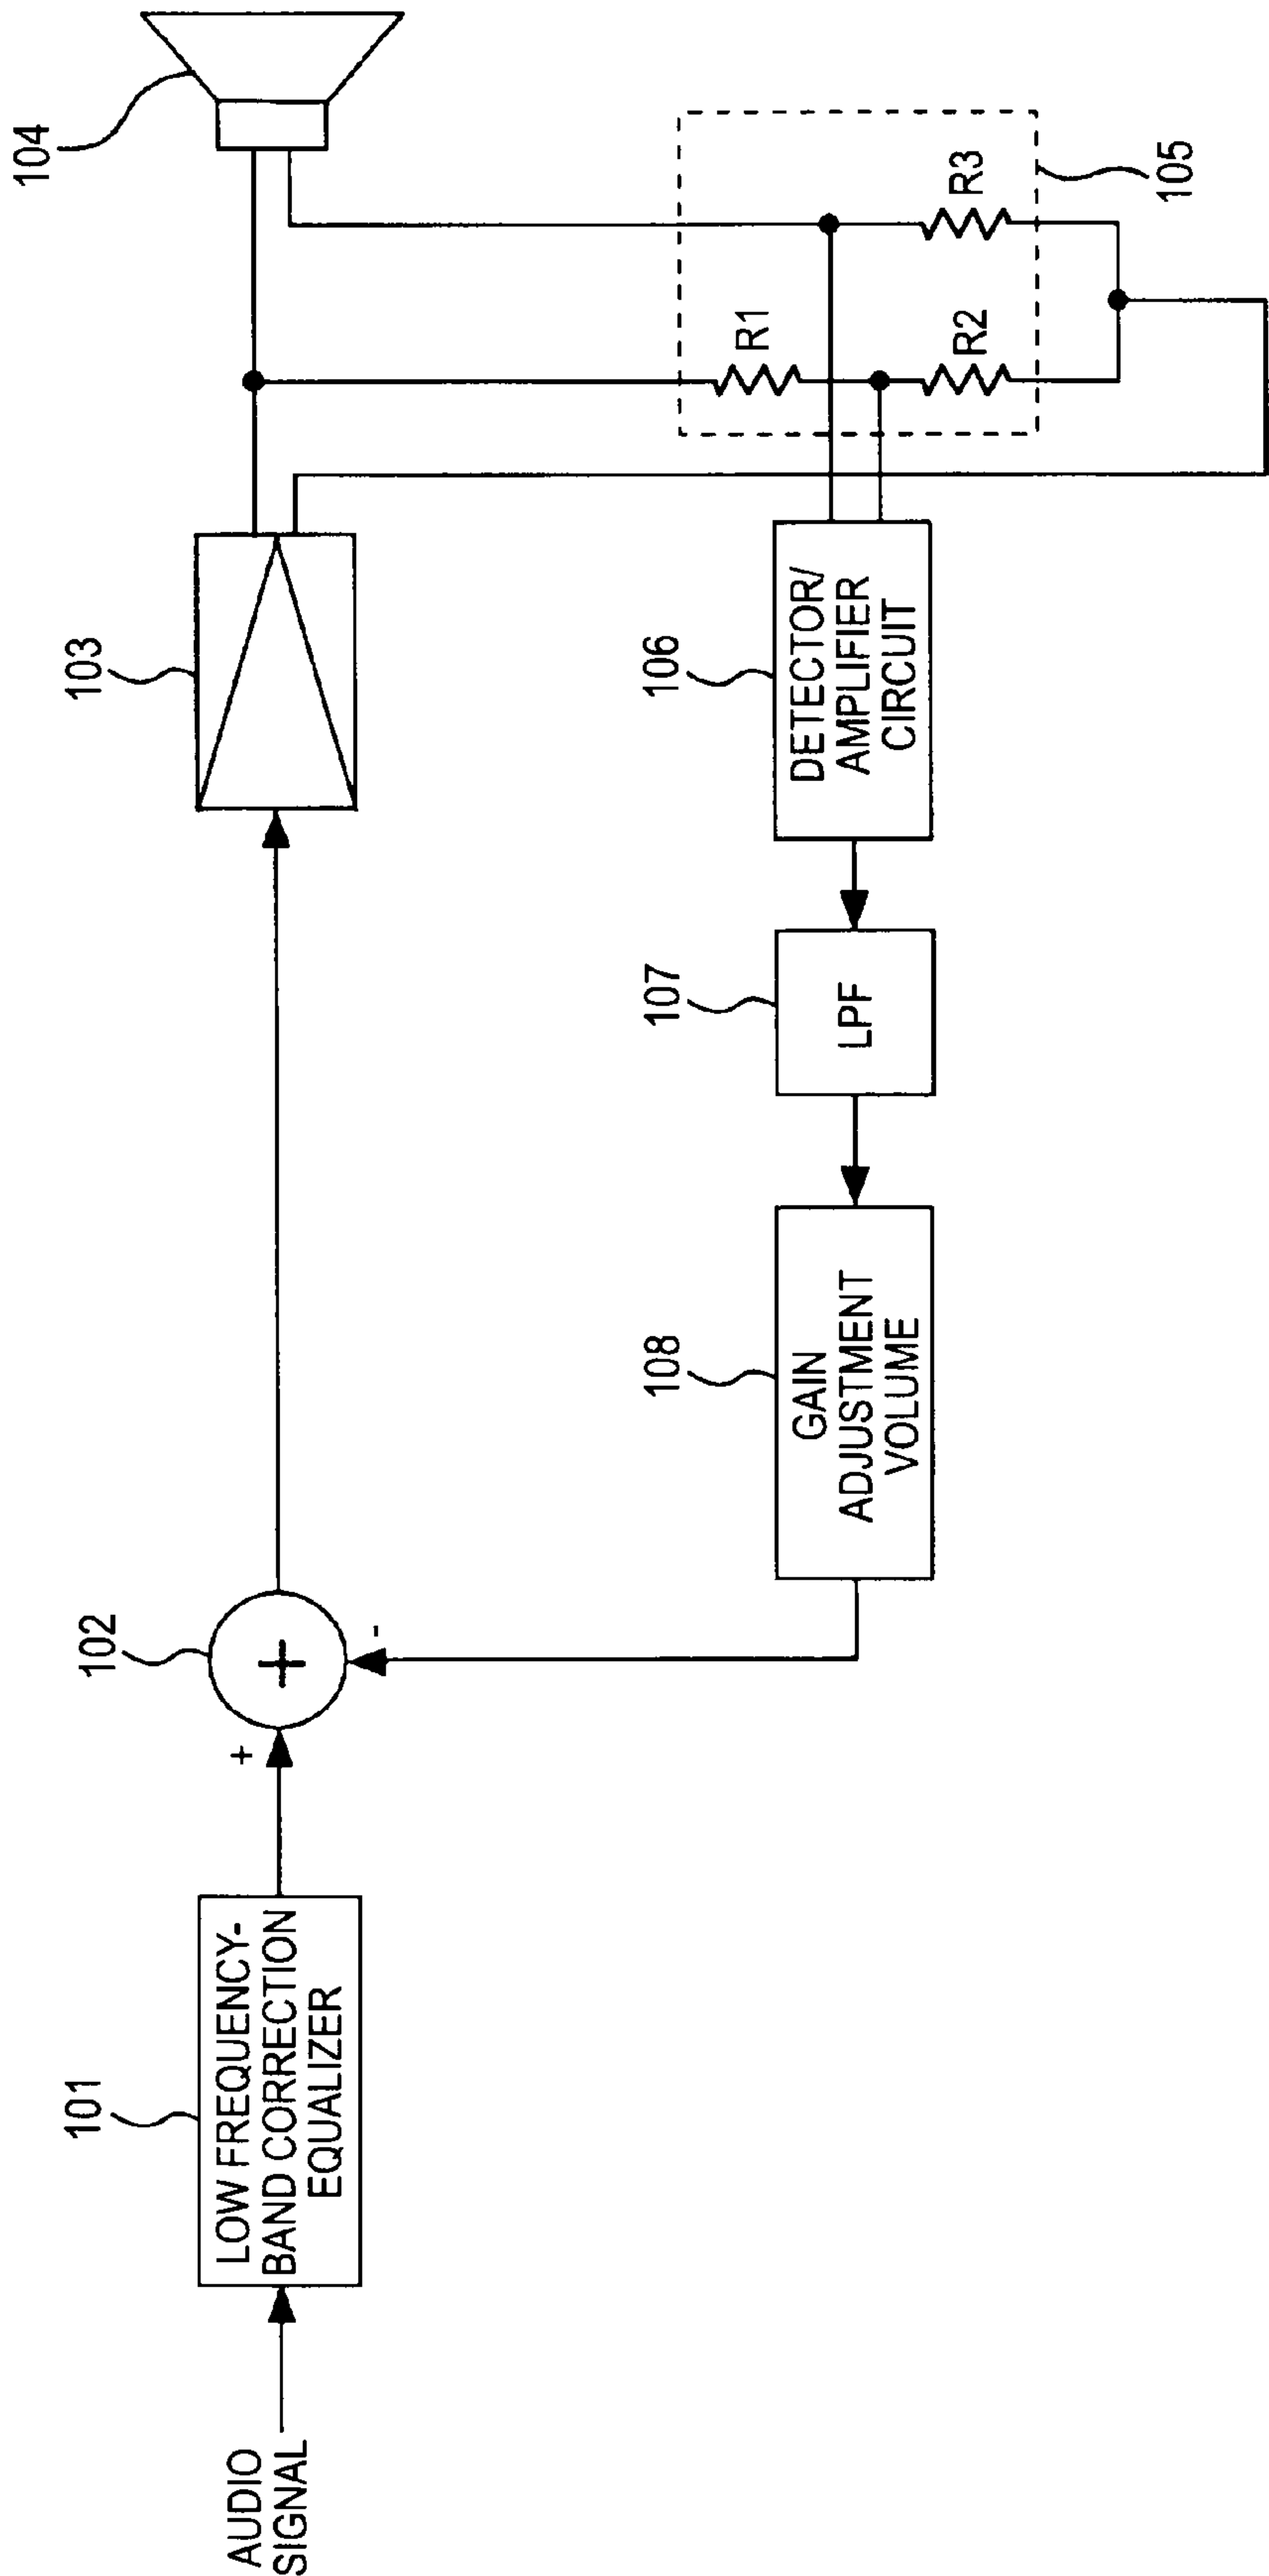 AUDIO
SIGNAL
101
LOW FREQUENCY-
BAND CORRECTION
EQUALIZER
+
102
+
-
103
104
R1
R2
R3
105
106
DETECTOR/
AMPLIFIER
CIRCUIT
107
LPF
108
GAIN
ADJUSTMENT
VOLUME